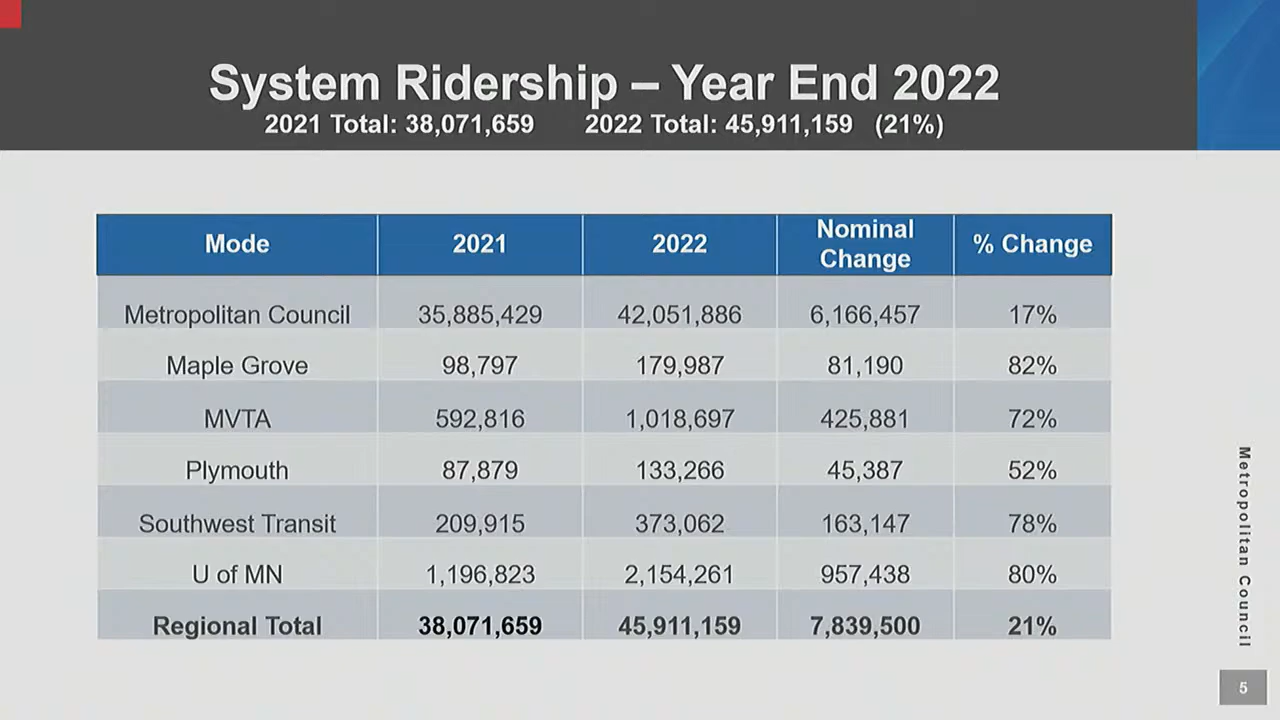 System Ridership – Year End 2022
2021 Total: 38,071,659 2022 Total: 45,911,159 (21%)
Mode 2021 2022 Nominal Change % Change
Metropolitan Council 35,885,429 42,051,886 6,166,457 17%
Maple Grove 98,797 179,987 81,190 82%
MVTA 592,816 1,018,697 425,881 72%
Plymouth 87,879 133,266 45,387 52%
Southwest Transit 209,915 373,062 163,147 78%
U of MN 1,196,823 2,154,261 957,438 80%
Regional Total 38,071,659 45,911,159 7,839,500 21%
Metropolitan Council
5